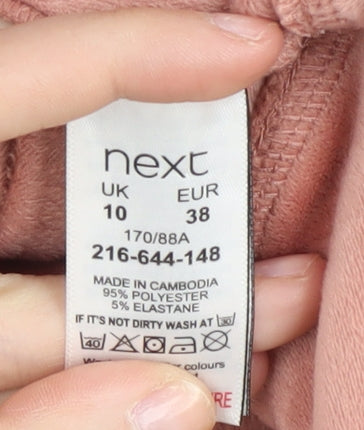 next
UK EUR
10 38
170/88A
216-644-148
MADE IN CAMBODIA
95% POLYESTER
5% ELASTANE
IF IT'S NOT DIRTY WASH AT 30
40
colours